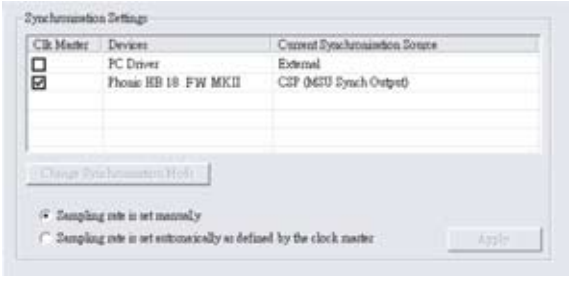 Synchronisation Settings
Clk Master Devices Current Synchronisation Source
PC Driver External
Phonic HB 18 FW MKII CSP (MSU Synch Output)
Change Synchronisation Mode
Sampling rate is set manually
Sampling rate is set automatically as defined by the clock master
Apply